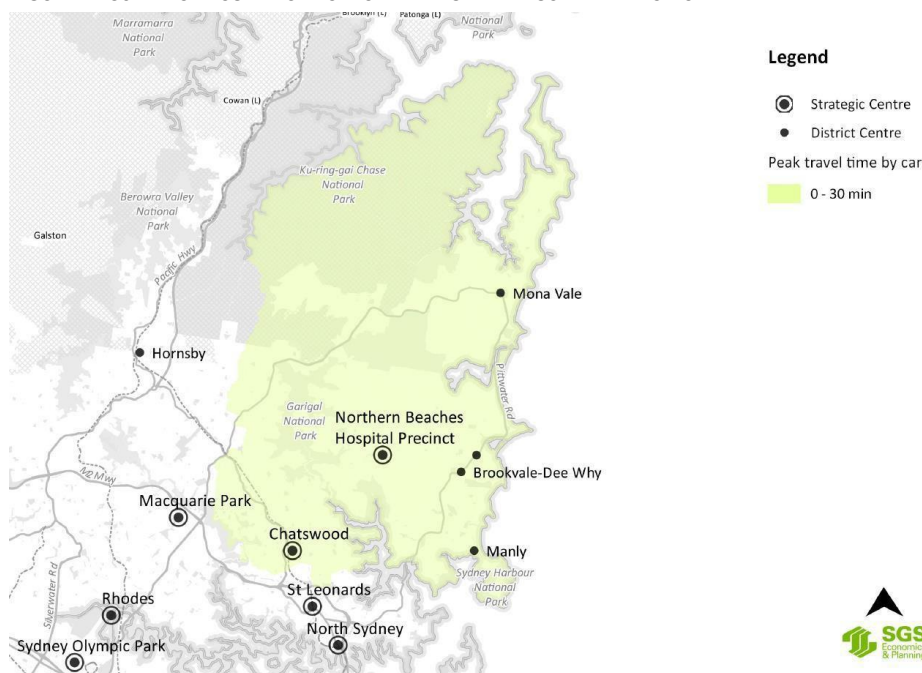 Brooklyn (L)
Patonga (L)
National
Park
Marramarra
National
Park
Cowan (L)
Ku-ring-gai Chase
National
Park
Berowra Valley
National
Park
Galston
Pacific Hwy
Mona Vale
Hornsby
Pittwater Rd
Garigal
National
Park
Northern Beaches
Hospital Precinct
Brookvale-Dee Why
M2 Mwy
Macquarie Park
Chatswood
Manly
Sydney Harbour
National
Park
Silverwater Rd
St Leonards
Rhodes
North Sydney
Sydney Olympic Park
Legend
Strategic Centre
District Centre
Peak travel time by car
0 - 30 min
SGS
Economics
& Planning